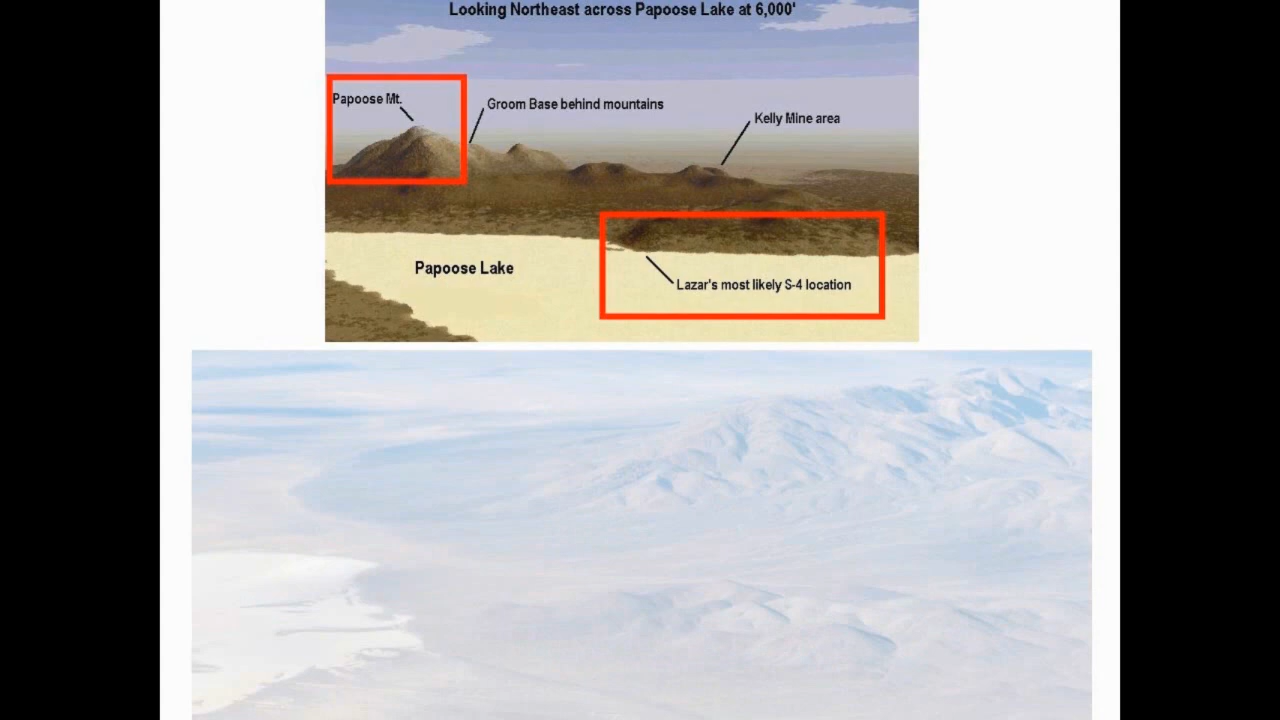 Looking Northeast across Papoose Lake at 6,000'
Papoose Mt.
Groom Base behind mountains
Kelly Mine area
Papoose Lake
Lazar's most likely S-4 location